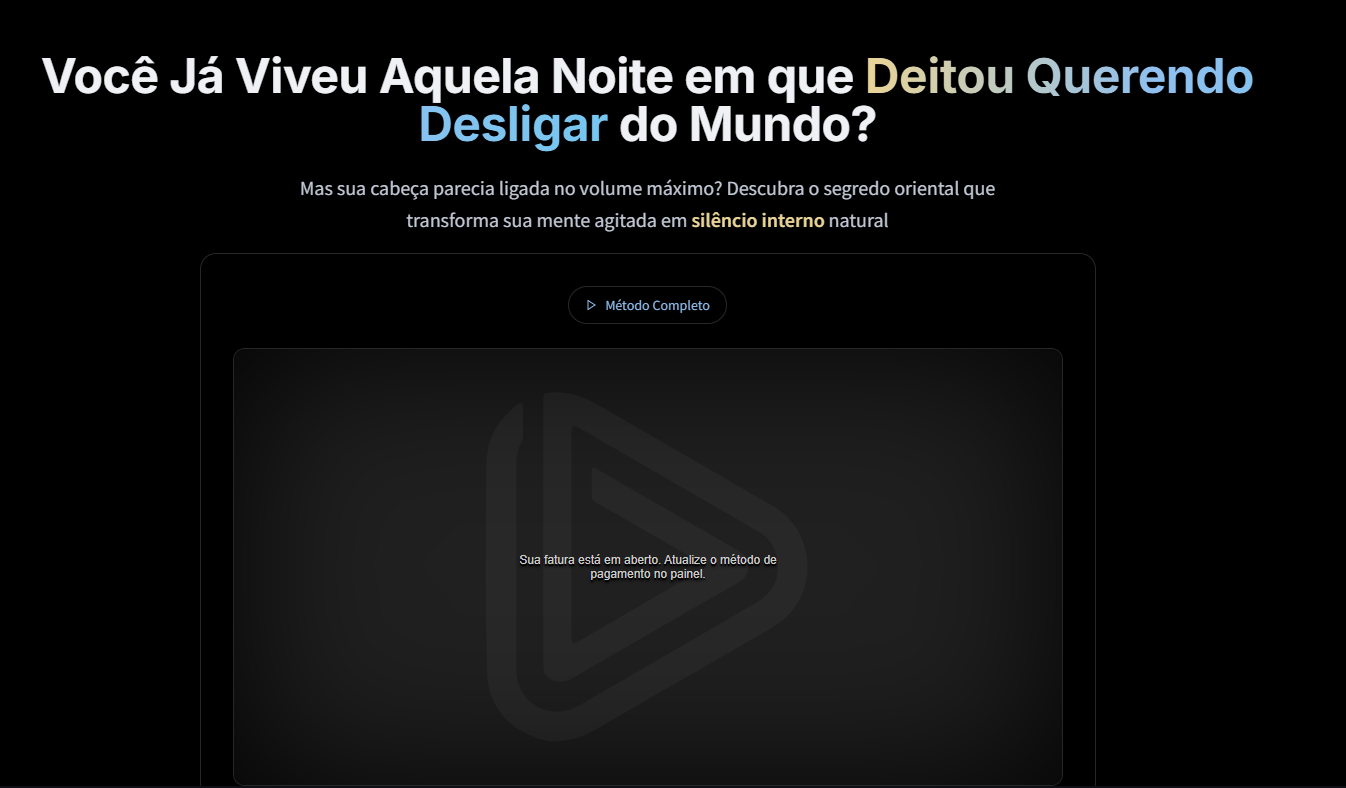 Você Já Viveu Aquela Noite em que Deitou Querendo
Desligar do Mundo?
Mas sua cabeça parecia ligada no volume máximo? Descubra o segredo oriental que
transforma sua mente agitada em silêncio interno natural
Método Completo
Sua fatura está em aberto. Atualize o método de
pagamento no painel.